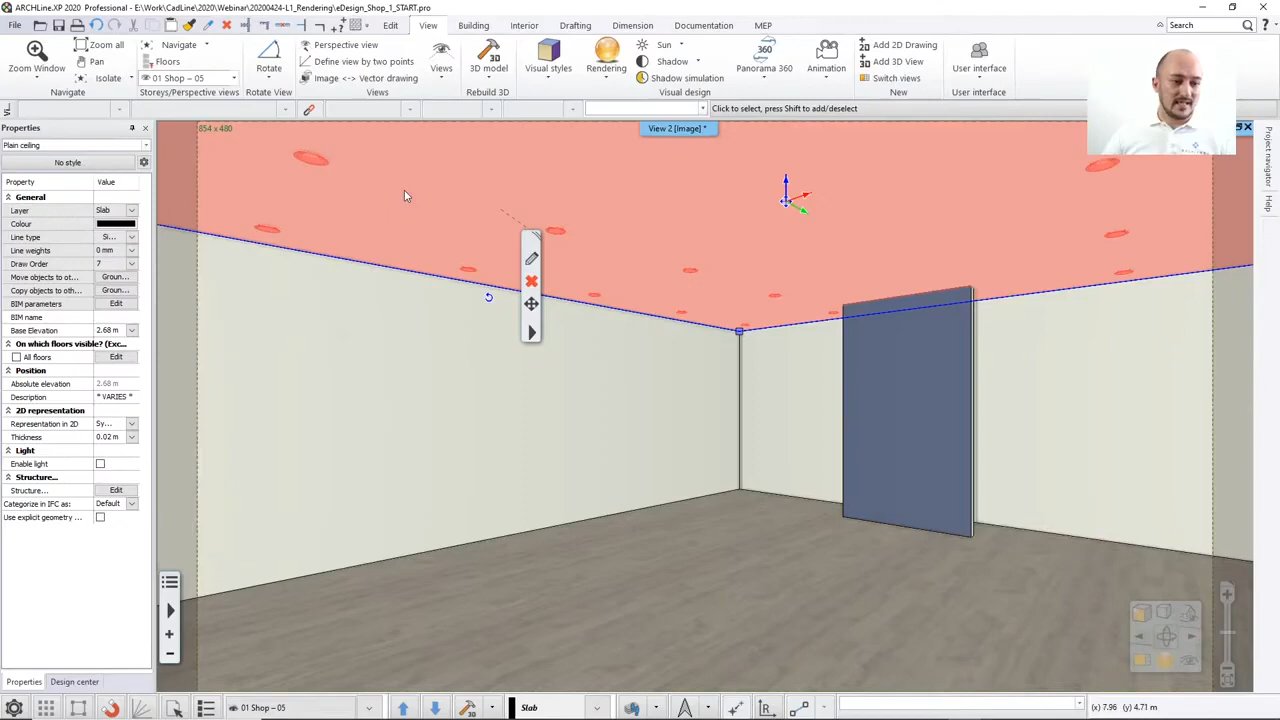 ARCHLine.XP 2020 Professional - E:\Work\CadLine\2020\Webinar\20200424-L1_Rendering\eDesign_Shop_1_START.pro
File Edit View Building Interior Drafting Dimension Documentation MEP Search
Zoom Window
Zoom all
Pan
Isolate
Navigate
Navigate
Floors
01 Shop – 05
Storeys/Perspective views
Rotate
Rotate View
Perspective view
Define view by two points
Image <-> Vector drawing
Views
Views
3D model
Rebuild 3D
Visual styles
Rendering
Sun
Shadow
Shadow simulation
Panorama 360
Animation
Visual design
Add 2D Drawing
Add 3D View
Switch views
New
User interface
User interface
Click to select, press Shift to add/deselect
Properties
Plain ceiling
No style
Property Value
General
Layer Slab
Colour
Line type Si...
Line weights 0 mm
Draw Order 7
Move objects to ot... Groun...
Copy objects to ot... Groun...
BIM parameters Edit
BIM name
Base Elevation 2.68 m
On which floors visible? (Exc...
All floors Edit
Position
Absolute elevation 2.68 m
Description * VARIES *
2D representation
Representation in 2D Sy...
Thickness 0.02 m
Light
Enable light
Structure...
Structure... Edit
Categorize in IFC as: Default
Use explicit geometry ...
Properties Design center
854 x 480
View 2 [Image] *
Project navigator
Help
01 Shop – 05
Slab
(x) 7.96 (y) 4.71 m